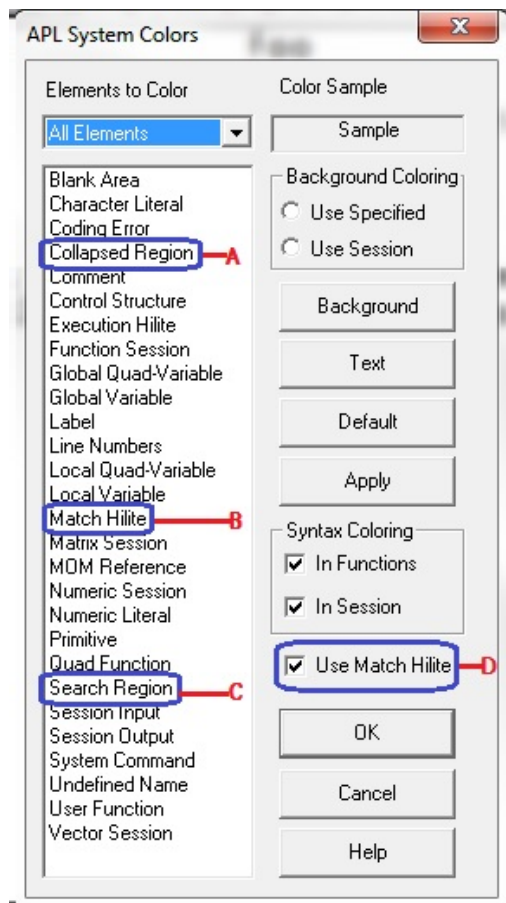 APL System Colors
Foo
Elements to Color
All Elements
Blank Area
Character Literal
Coding Error
Collapsed Region
A
Comment
Control Structure
Execution Hilite
Function Session
Global Quad-Variable
Global Variable
Label
Line Numbers
Local Quad-Variable
Local Variable
Match Hilite
B
Matrix Session
MOM Reference
Numeric Session
Numeric Literal
Primitive
Quad Function
Search Region
C
Session Input
Session Output
System Command
Undefined Name
User Function
Vector Session
Color Sample
Sample
Background Coloring
Use Specified
Use Session
Background
Text
Default
Apply
Syntax Coloring
In Functions
In Session
Use Match Hilite
D
OK
Cancel
Help